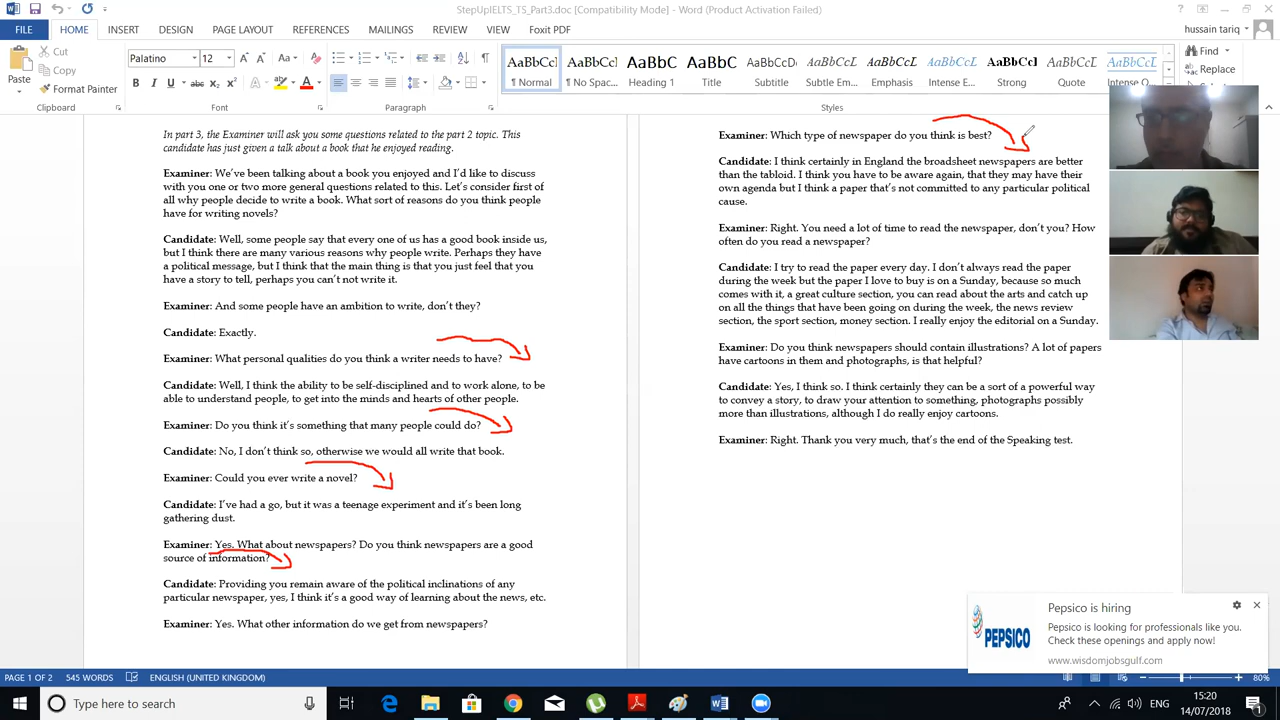 StepUpIELTS_TS_Part3.doc [Compatibility Mode] - Word (Product Activation Failed)
FILE HOME INSERT DESIGN PAGE LAYOUT REFERENCES MAILINGS REVIEW VIEW Foxit PDF hussain tariq
Paste
Cut
Copy
Format Painter
Clipboard
Palatino 12
Font
Paragraph
AaBbCcI AaBbCcI AaBbC AaBbC AaBbCcD AaBbCcI AaBbCcI AaBbCcI AaBbCcI AaBbCcI AaBbCcI
¶ Normal ¶ No Spac... Heading 1 Title Subtitle Subtle Em... Emphasis Intense E... Strong Quote Intense Q
Styles
Find
Replace
In part 3, the Examiner will ask you some questions related to the part 2 topic. This
candidate has just given a talk about a book that he enjoyed reading.
Examiner: We've been talking about a book you enjoyed and I'd like to discuss
with you one or two more general questions related to this. Let's consider first of
all why people decide to write a book. What sort of reasons do you think people
have for writing novels?
Candidate: Well, some people say that every one of us has a good book inside us,
but I think there are many various reasons why people write. Perhaps they have
a political message, but I think that the main thing is that you just feel that you
have a story to tell, perhaps you can't not write it.
Examiner: And some people have an ambition to write, don't they?
Candidate: Exactly.
Examiner: What personal qualities do you think a writer needs to have?
Candidate: Well, I think the ability to be self-disciplined and to work alone, to be
able to understand people, to get into the minds and hearts of other people.
Examiner: Do you think it's something that many people could do?
Candidate: No, I don't think so, otherwise we would all write that book.
Examiner: Could you ever write a novel?
Candidate: I've had a go, but it was a teenage experiment and it's been long
gathering dust.
Examiner: Yes. What about newspapers? Do you think newspapers are a good
source of information?
Candidate: Providing you remain aware of the political inclinations of any
particular newspaper, yes, I think it's a good way of learning about the news, etc.
Examiner: Yes. What other information do we get from newspapers?
Examiner: Which type of newspaper do you think is best?
Candidate: I think certainly in England the broadsheet newspapers are better
than the tabloid. I think you have to be aware again, that they may have their
own agenda but I think a paper that's not committed to any particular political
cause.
Examiner: Right. You need a lot of time to read the newspaper, don't you? How
often do you read a newspaper?
Candidate: I try to read the paper every day. I don't always read the paper
during the week but the paper I love to buy is on a Sunday, because so much
comes with it, a great culture section, you can read about the arts and catch up
on all the things that have been going on during the week, the news review
section, the sport section, money section. I really enjoy the editorial on a Sunday.
Examiner: Do you think newspapers should contain illustrations? A lot of papers
have cartoons in them and photographs, is that helpful?
Candidate: Yes, I think so. I think certainly they can be a sort of a powerful way
to convey a story, to draw your attention to something, photographs possibly
more than illustrations, although I do really enjoy cartoons.
Examiner: Right. Thank you very much, that's the end of the Speaking test.
PEPSICO
Pepsico is hiring
Pepsico is looking for professionals like you.
Check these openings and apply now!
www.wisdomjobsgulf.com
PAGE 1 OF 2 545 WORDS ENGLISH (UNITED KINGDOM) 80%
Type here to search
ENG
15:20
14/07/2018